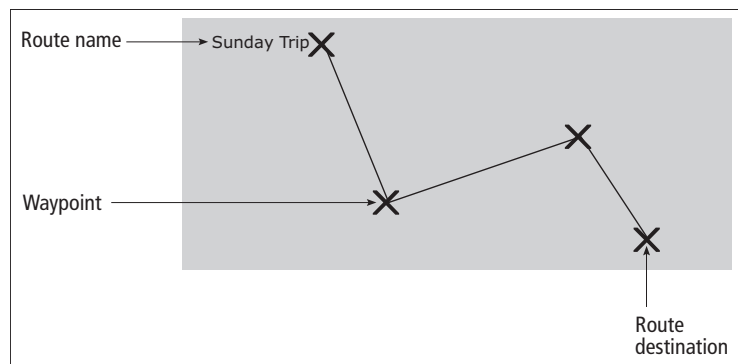 Route name
Sunday Trip
Waypoint
Route
destination